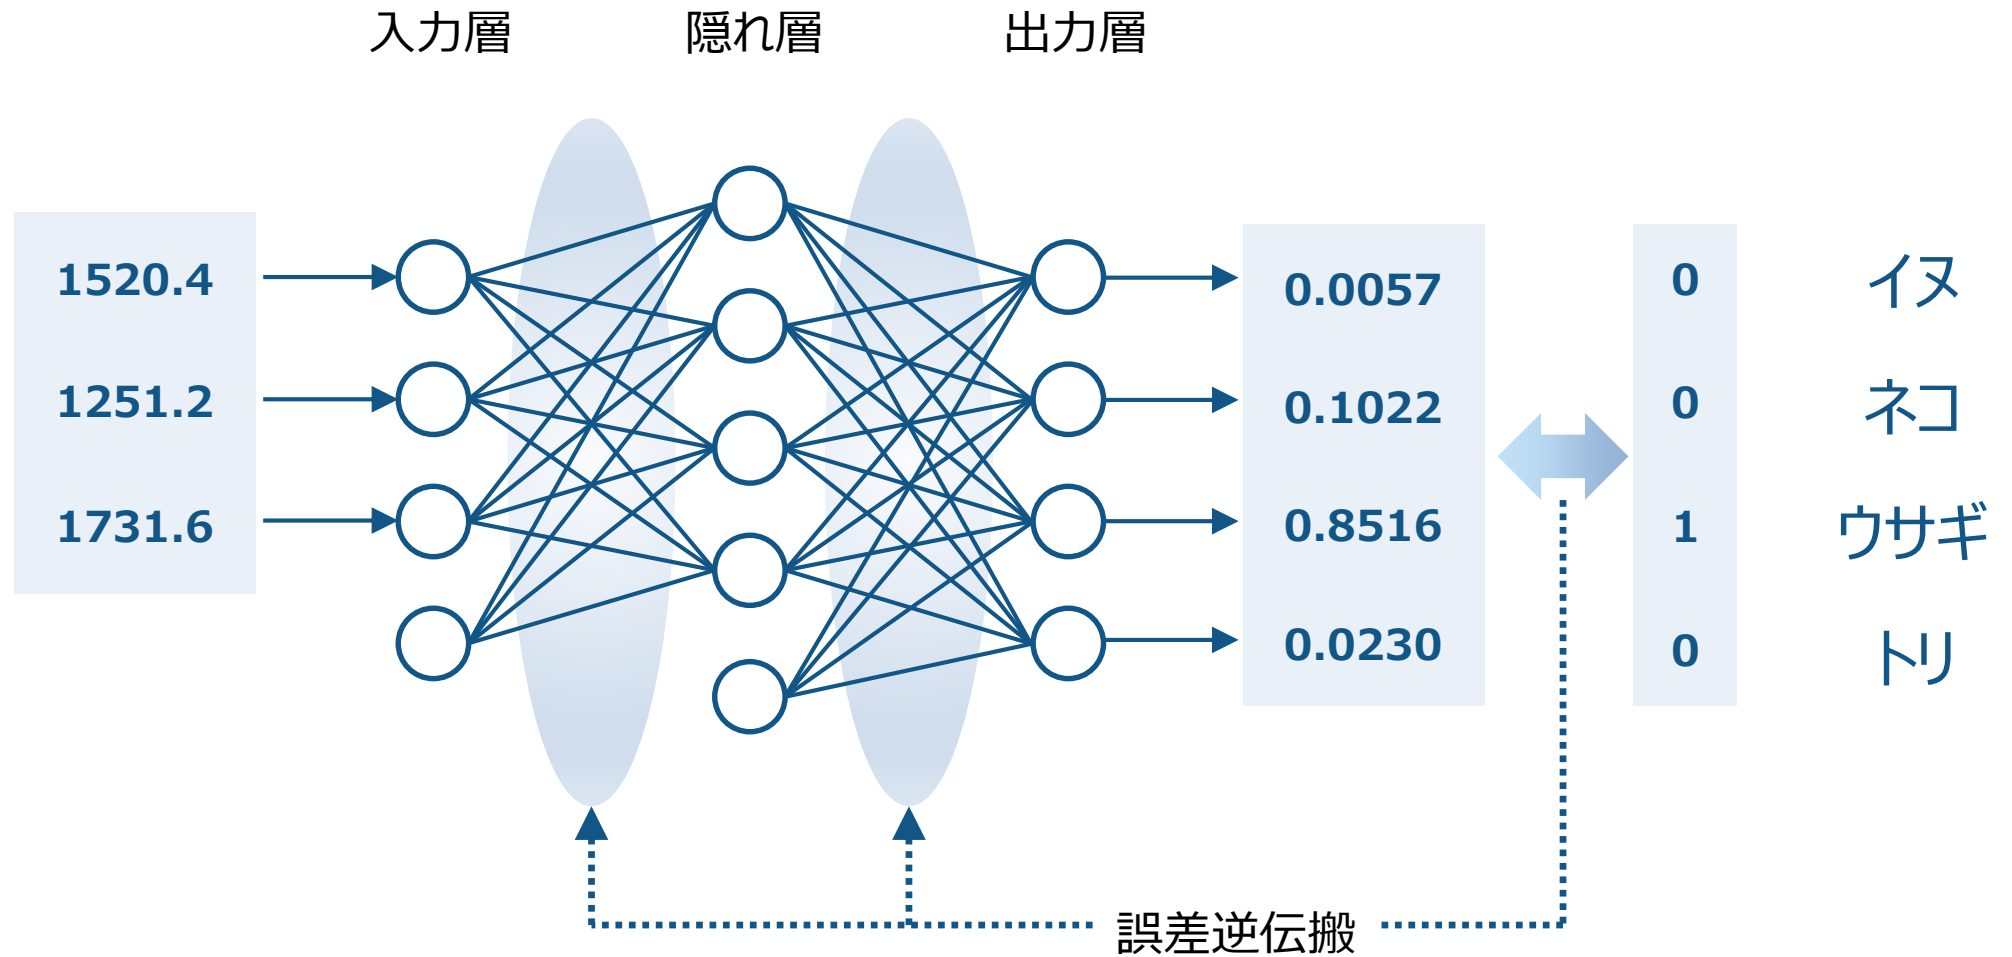 入力層 隠れ層 出力層
1520.4
1251.2
1731.6
0.0057
0.1022
0.8516
0.0230
0 イヌ
0 ネコ
1 ウサギ
0 トリ
誤差逆伝搬